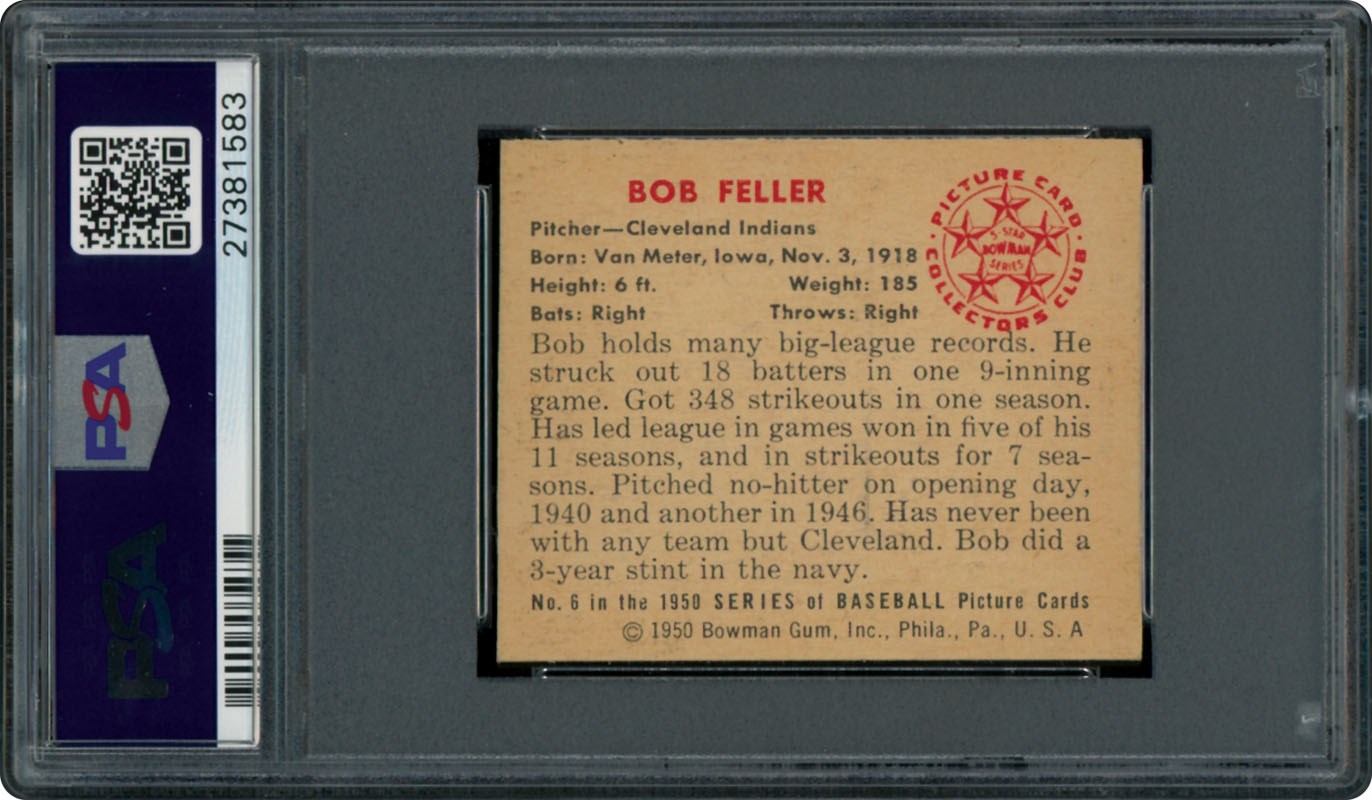 27381583
PSA
PSA
BOB FELLER
Pitcher—Cleveland Indians
Born: Van Meter, Iowa, Nov. 3, 1918
Height: 6 ft. Weight: 185
Bats: Right Throws: Right
PICTURE CARD
COLLECTORS CLUB
5-STAR
BOWMAN
SERIES
Bob holds many big-league records. He
struck out 18 batters in one 9-inning
game. Got 348 strikeouts in one season.
Has led league in games won in five of his
11 seasons, and in strikeouts for 7 sea-
sons. Pitched no-hitter on opening day,
1940 and another in 1946. Has never been
with any team but Cleveland. Bob did a
3-year stint in the navy.
No. 6 in the 1950 SERIES of BASEBALL Picture Cards
© 1950 Bowman Gum, Inc., Phila., Pa., U. S. A